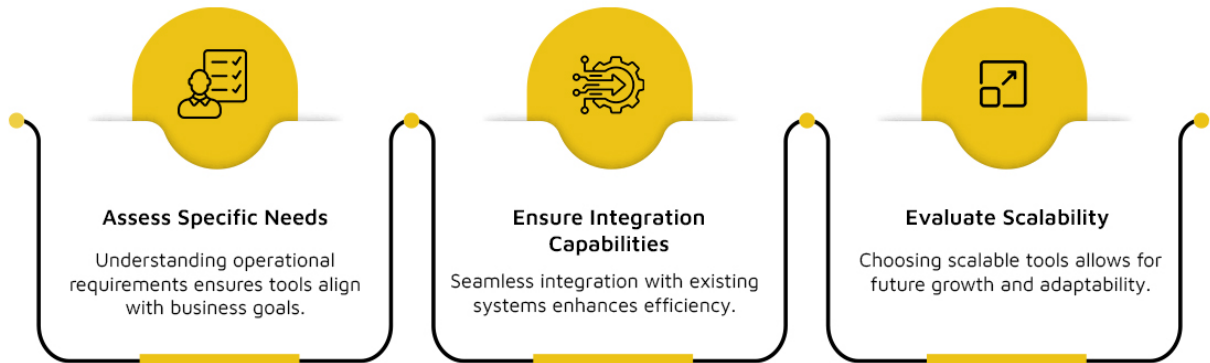 Assess Specific Needs
Understanding operational
requirements ensures tools align
with business goals.
Ensure Integration
Capabilities
Seamless integration with existing
systems enhances efficiency.
Evaluate Scalability
Choosing scalable tools allows for
future growth and adaptability.